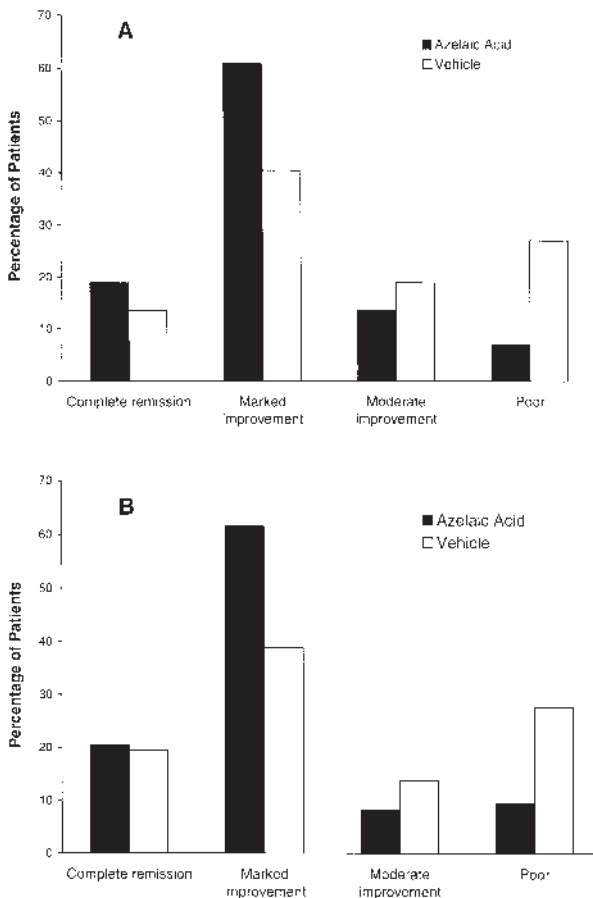 A
70
60
50
40
30
20
10
0
Percentage of Patients
Azelaic Acid
Vehicle
Complete remission
Marked improvement
Moderate improvement
Poor
B
70
60
50
40
30
20
10
0
Percentage of Patients
Azelaic Acid
Vehicle
Complete remission
Marked
mprovement
Moderate
improvement
Poor